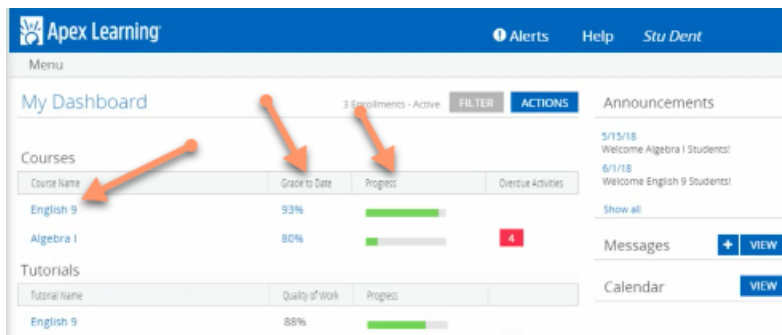 Apex Learning
Alerts Help Stu Dent
Menu
My Dashboard
3 Enrollments - Active FILTER ACTIONS
Courses
Course Name Grade to Date Progress Overdue Activities
English 9 93%
Algebra I 80% 4
Tutorials
Tutorial Name Quality of Work Progress
English 9 88%
Announcements
5/15/18
Welcome Algebra I Students!
6/1/18
Welcome English 9 Students!
Show all
Messages + VIEW
Calendar VIEW